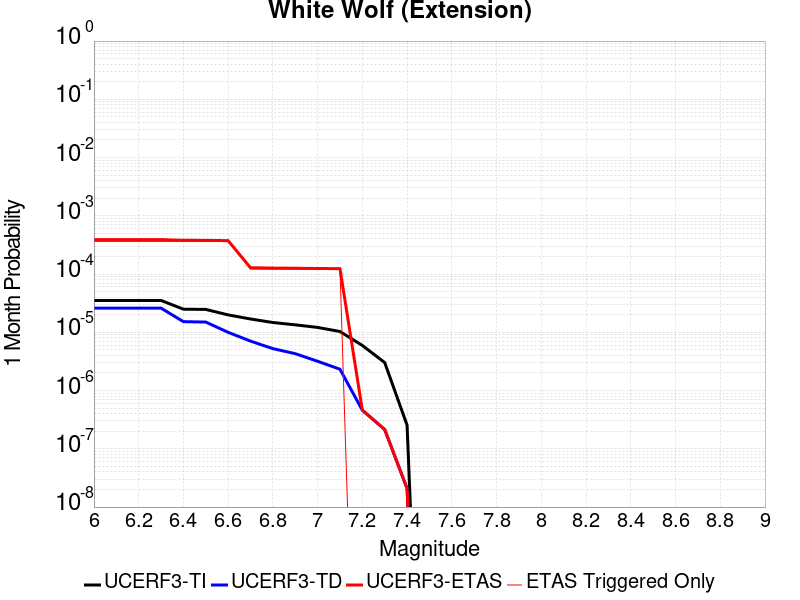 White Wolf (Extension)
1 Month Probability
10^0
10^-1
10^-2
10^-3
10^-4
10^-5
10^-6
10^-7
10^-8
6 6.2 6.4 6.6 6.8 7 7.2 7.4 7.6 7.8 8 8.2 8.4 8.6 8.8 9
Magnitude
UCERF3-TI UCERF3-TD UCERF3-ETAS ETAS Triggered Only